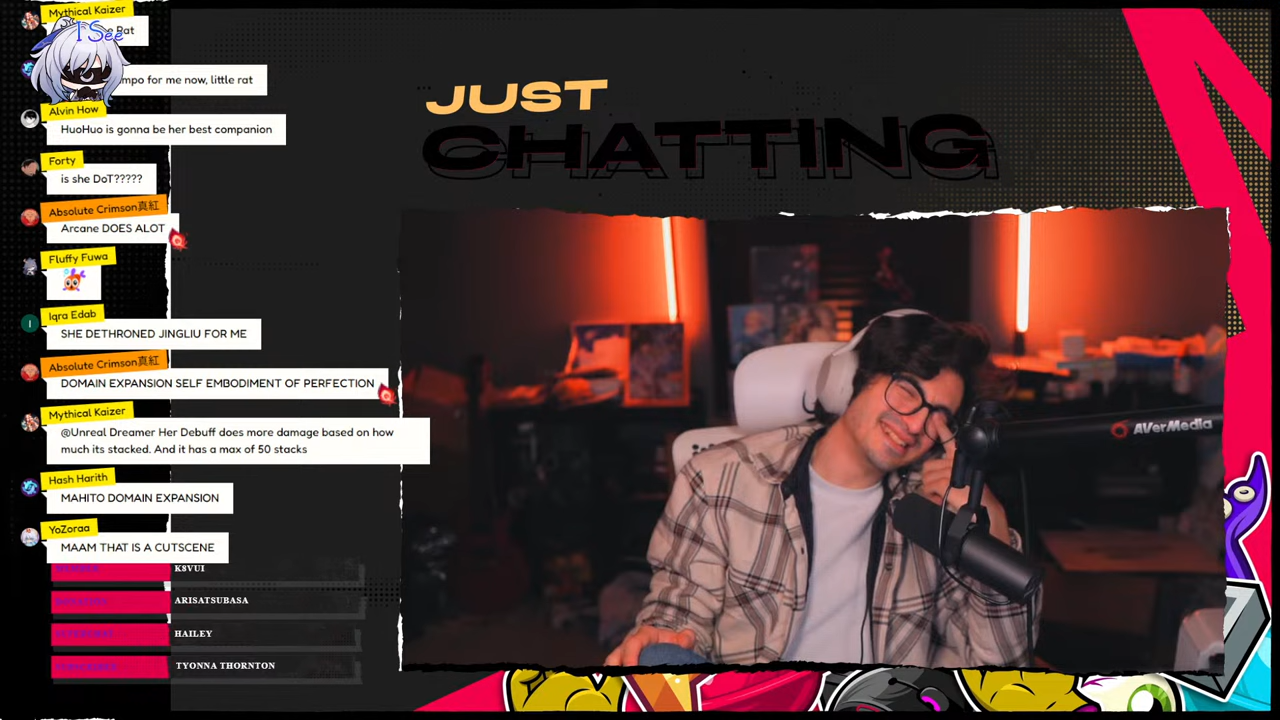 Mythical Kaizer
I See
Rat
mpo for me now, little rat
Alvin How
HuoHuo is gonna be her best companion
Forty
is she DoT?????
Absolute Crimson真紅
Arcane DOES ALOT
Fluffy Fuwa
I
Iqra Edab
SHE DETHRONED JINGLIU FOR ME
Absolute Crimson真紅
DOMAIN EXPANSION SELF EMBODIMENT OF PERFECTION
Mythical Kaizer
@Unreal Dreamer Her Debuff does more damage based on how
much its stacked. And it has a max of 50 stacks
Hash Harith
MAHITO DOMAIN EXPANSION
YoZoraa
MAAM THAT IS A CUTSCENE
K8VUI
ARISATSUBASA
HAILEY
TYONNA THORNTON
JUST
CHATTING
AVerMedia